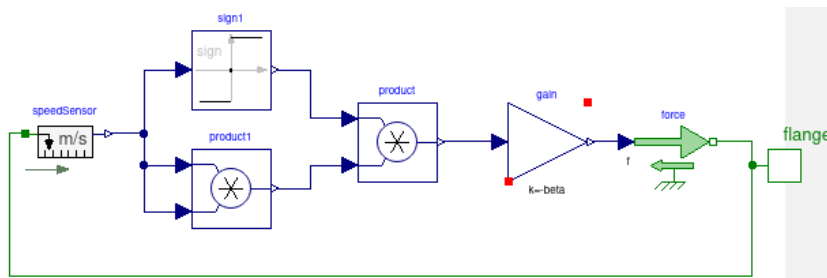 sign1
sign
speedSensor
m/s
product1
product
gain
k=-beta
force
f
flange